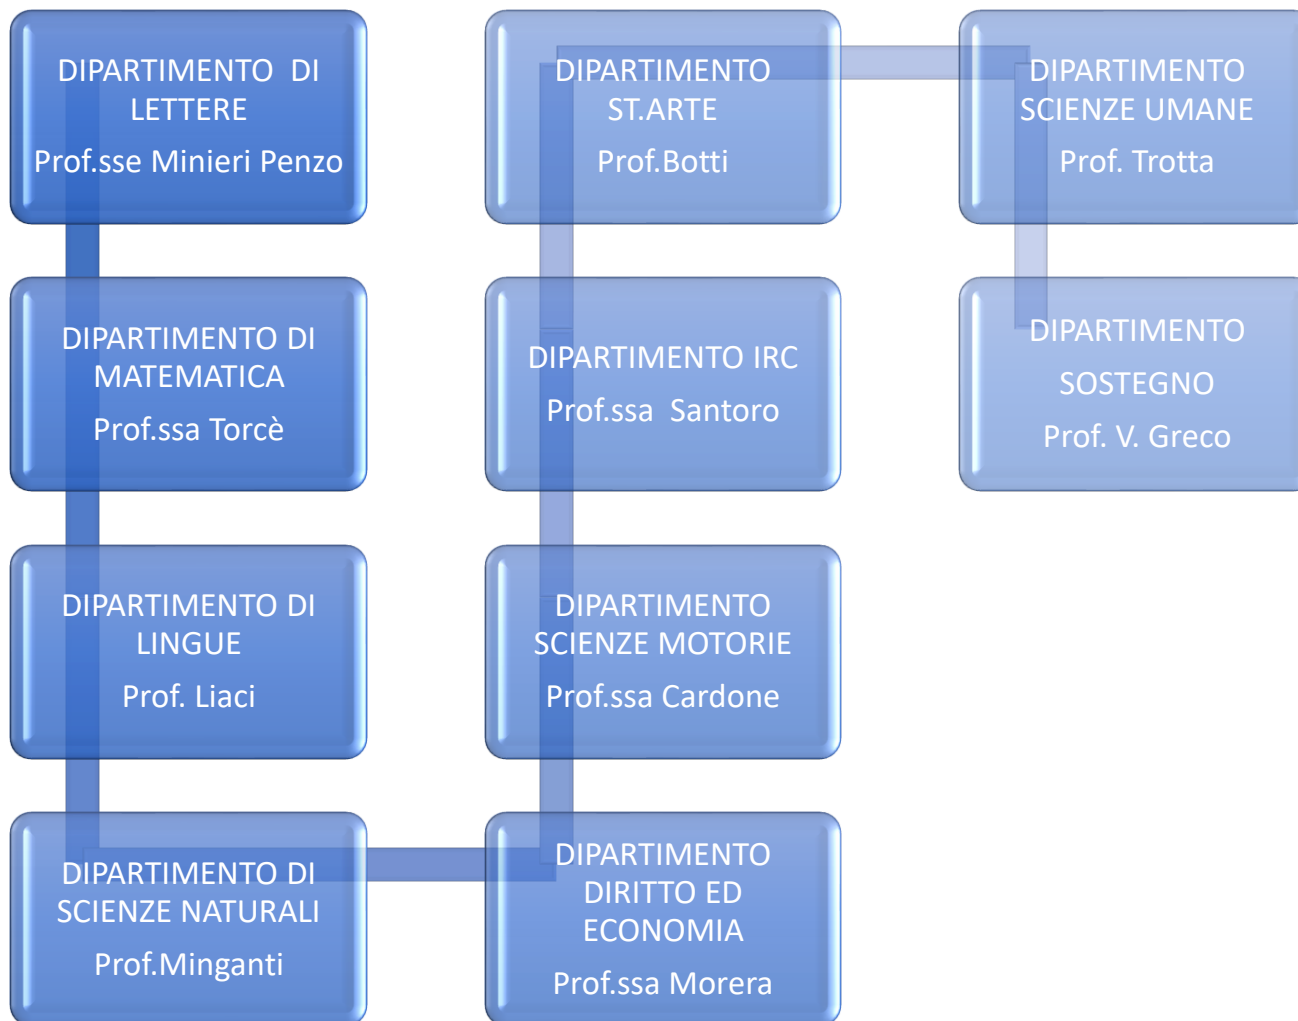 DIPARTIMENTO DI
LETTERE
Prof.sse Minieri Penzo
DIPARTIMENTO DI
MATEMATICA
Prof.ssa Torcè
DIPARTIMENTO DI
LINGUE
Prof. Liaci
DIPARTIMENTO DI
SCIENZE NATURALI
Prof.Minganti
DIPARTIMENTO
DIRITTO ED
ECONOMIA
Prof.ssa Morera
DIPARTIMENTO
SCIENZE MOTORIE
Prof.ssa Cardone
DIPARTIMENTO IRC
Prof.ssa Santoro
DIPARTIMENTO
ST.ARTE
Prof.Botti
DIPARTIMENTO
SCIENZE UMANE
Prof. Trotta
DIPARTIMENTO
SOSTEGNO
Prof. V. Greco